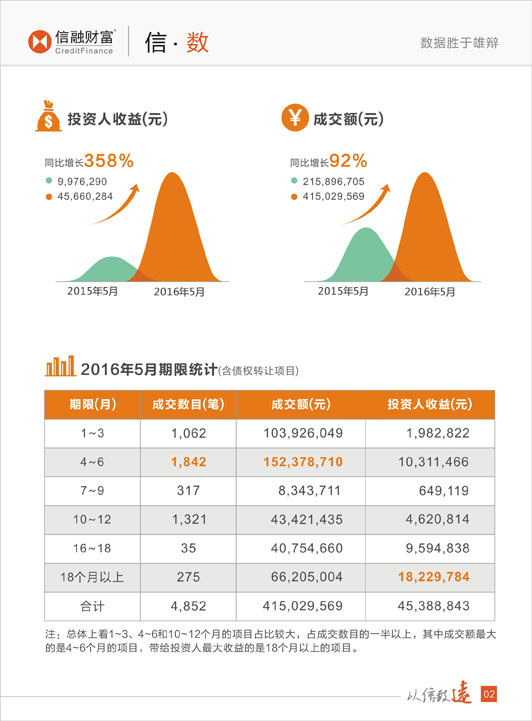 信融财富®
CreditFinance
信·数
数据胜于雄辩
投资人收益(元)
同比增长358%
9,976,290
45,660,284
2015年5月 2016年5月
成交额(元)
同比增长92%
215,896,705
415,029,569
2015年5月 2016年5月
2016年5月期限统计(含债权转让项目)
期限(月) 成交数目(笔) 成交额(元) 投资人收益(元)
1~3 1,062 103,926,049 1,982,822
4~6 1,842 152,378,710 10,311,466
7~9 317 8,343,711 649,119
10~12 1,321 43,421,435 4,620,814
16~18 35 40,754,660 9,594,838
18个月以上 275 66,205,004 18,229,784
合计 4,852 415,029,569 45,388,843
注：总体上看1~3、4~6和10~12个月的项目占比较大，占成交数目的一半以上，其中成交额最大
的是4~6个月的项目，带给投资人最大收益的是18个月以上的项目。
以信致远 02